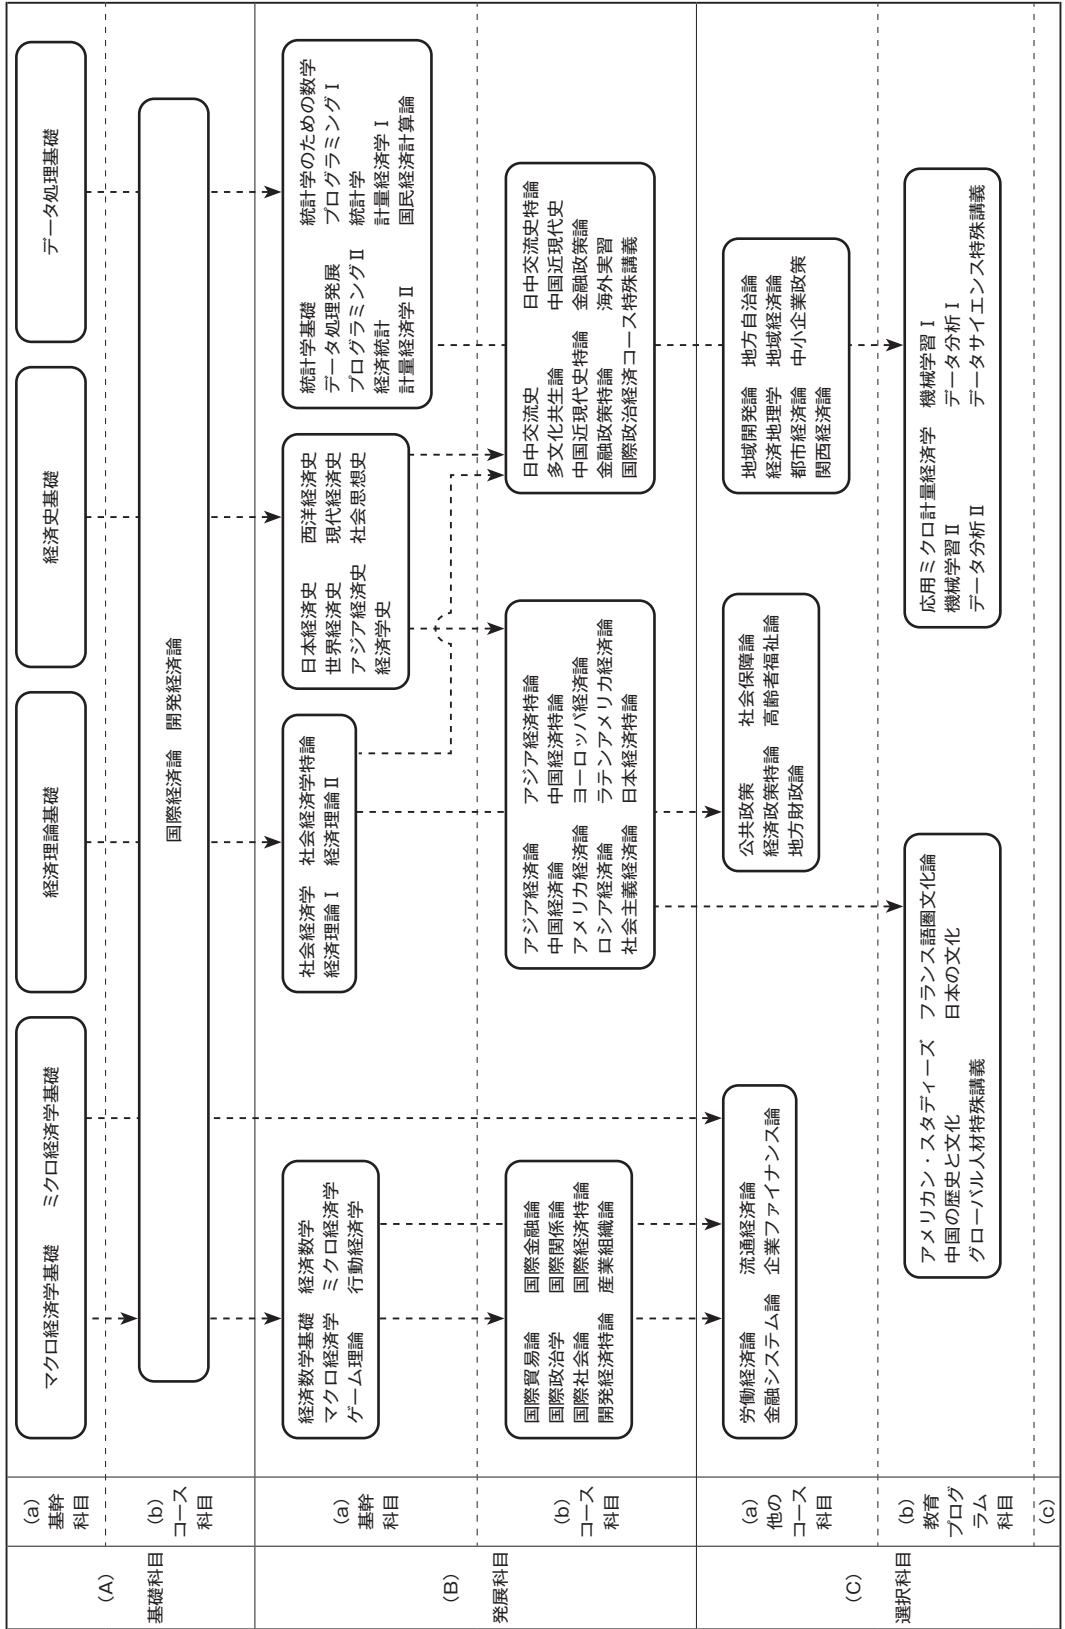 (A)
基礎科目
(a)
基幹
科目
マクロ経済学基礎 ミクロ経済学基礎
経済理論基礎
経済史基礎
データ処理基礎
(b)
コース
科目
国際経済論 開発経済論
(B)
発展科目
(a)
基幹
科目
経済数学基礎 経済数学
マクロ経済学 ミクロ経済学
ゲーム理論 行動経済学
社会経済学 社会経済学特論
経済理論Ⅰ 経済理論Ⅱ
日本経済史 西洋経済史
世界経済史 現代経済史
アジア経済史 社会思想史
経済学史
統計学基礎 統計学のための数学
データ処理発展 プログラミングⅠ
プログラミングⅡ 統計学
経済統計 計量経済学Ⅰ
計量経済学Ⅱ 国民経済計算論
(b)
コース
科目
国際貿易論 国際金融論
国際政治学 国際関係論
国際社会論 国際経済特論
開発経済特論 産業組織論
アジア経済論 アジア経済特論
中国経済論 中国経済特論
アメリカ経済論 ヨーロッパ経済論
ロシア経済論 ラテンアメリカ経済論
社会主義経済論 日本経済特論
日中交流史 日中交流史特論
多文化共生論 中国近現代史
中国近現代史特論 金融政策論
金融政策特論 海外実習
国際政治経済コース特殊講義
(C)
選択科目
(a)
他の
コース
科目
労働経済論 流通経済論
金融システム論 企業ファイナンス論
公共政策 社会保障論
経済政策特論 高齢者福祉論
地方財政論
地域開発論 地方自治論
経済地理学 地域経済論
都市経済論 中小企業政策
関西経済論
(b)
教育
プログ
ラム
科目
アメリカン・スタディーズ フランス語圏文化論
中国の歴史と文化 日本の文化
グローバル人材特殊講義
応用ミクロ計量経済学 機械学習Ⅰ
機械学習Ⅱ データ分析Ⅰ
データ分析Ⅱ データサイエンス特殊講義
(c)